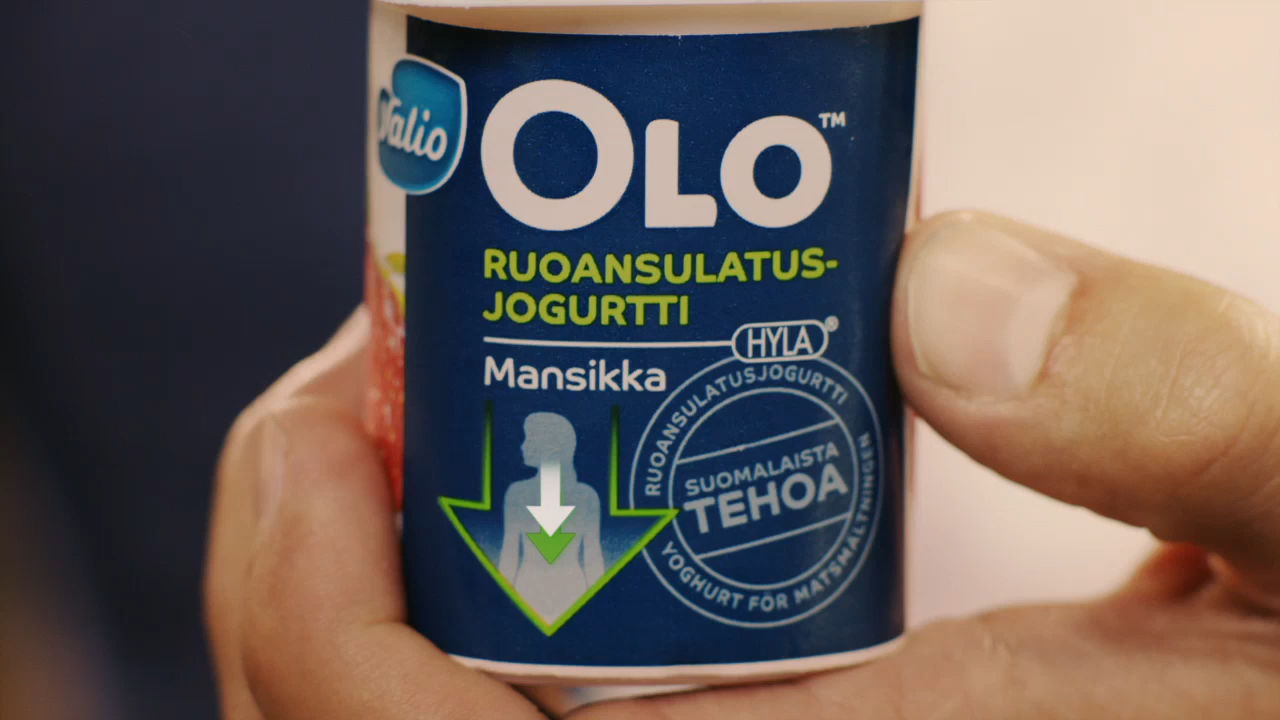 Valio
OLO™
RUOANSULATUS-
JOGURTTI
HYLA®
Mansikka
RUOANSULATUSJOGURTTI
SUOMALAISTA
TEHOA
YOGHURT FÖR MATSMÄLTNINGEN